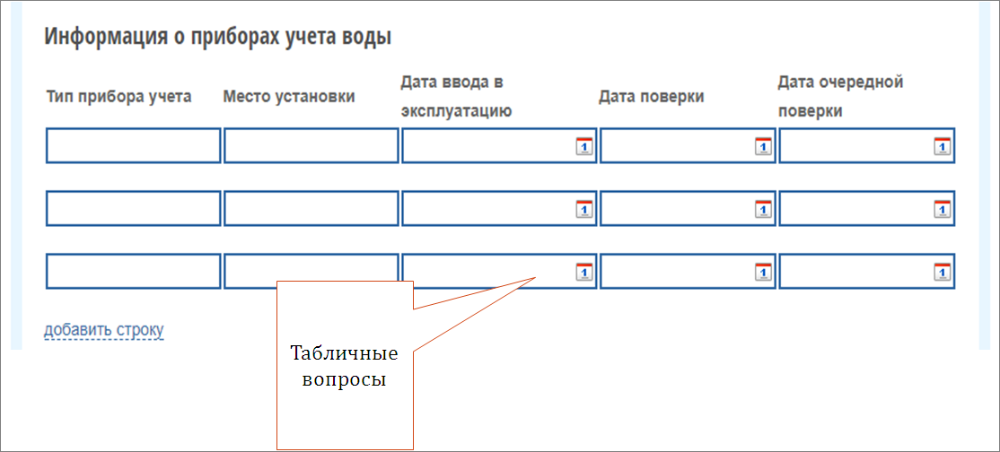 Информация о приборах учета воды
Тип прибора учета
Место установки
Дата ввода в
эксплуатацию
Дата поверки
Дата очередной
поверки
1 1 1
1 1 1
1 1 1
добавить строку
Табличные
вопросы